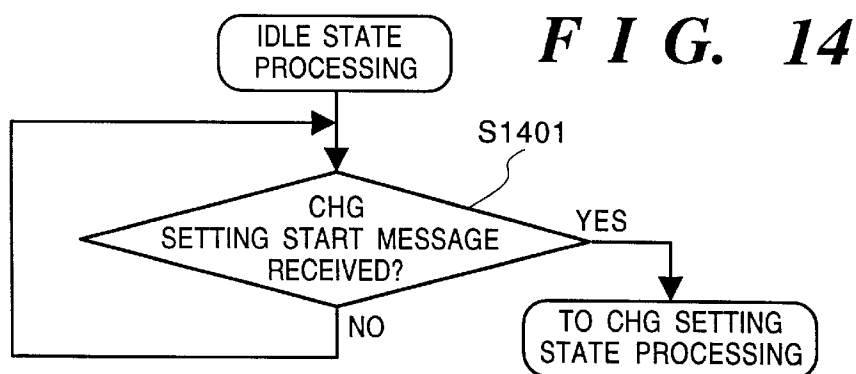 IDLE STATE
PROCESSING
F I G. 14
S1401
CHG
SETTING START MESSAGE
RECEIVED?
YES
NO
TO CHG SETTING
STATE PROCESSING